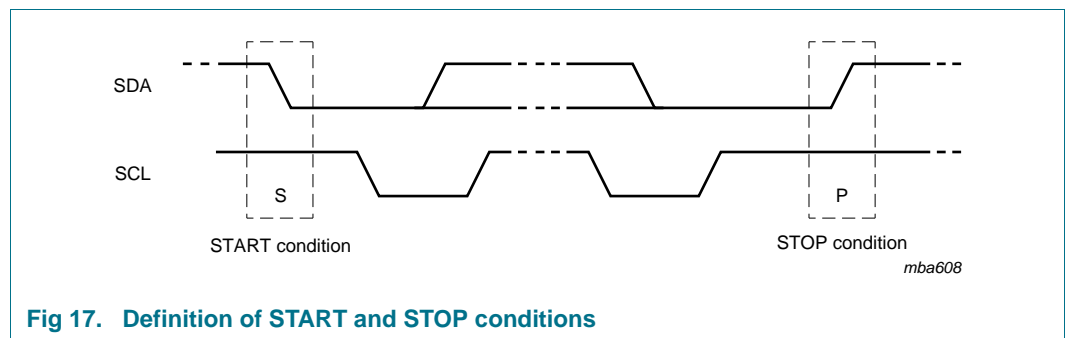 SDA
SCL
S
P
START condition
STOP condition
mba608
Fig 17. Definition of START and STOP conditions